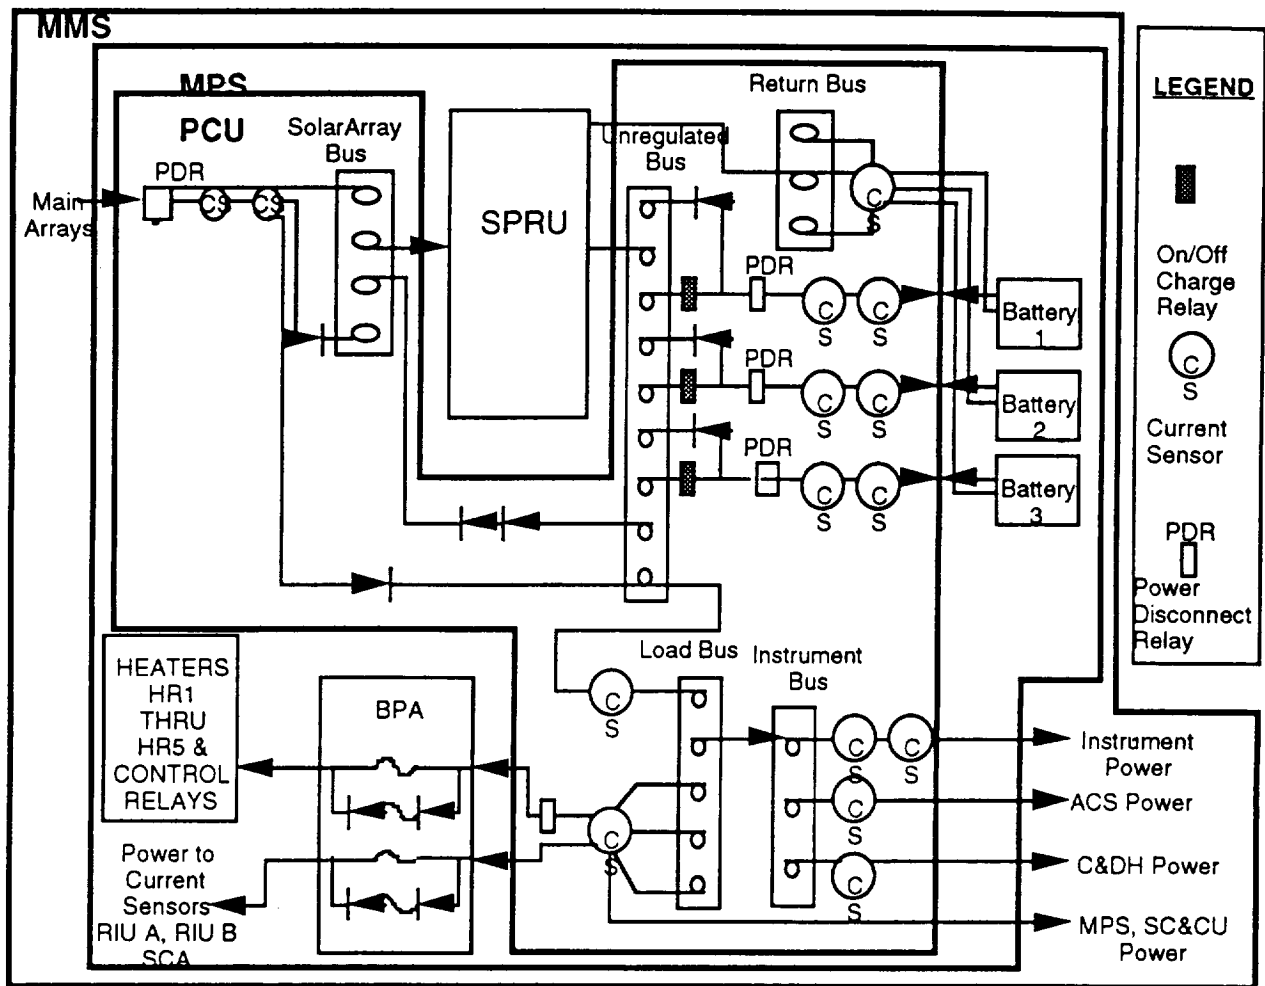 MMS
MPS
PCU
SolarArray
Bus
PDR
CS
CS
Main
Arrays
SPRU
Unregulated
Bus
Return Bus
C
S
PDR
C
S
C
S
Battery
1
PDR
C
S
C
S
Battery
2
PDR
C
S
C
S
Battery
3
LEGEND
On/Off
Charge
Relay
C
S
Current
Sensor
PDR
Power
Disconnect
Relay
HEATERS
HR1
THRU
HR5 &
CONTROL
RELAYS
BPA
Power to
Current
Sensors
RIU A, RIU B
SCA
C
S
Load Bus
Instrument
Bus
C
S
C
S
C
S
C
S
C
S
Instrument
Power
ACS Power
C&DH Power
MPS, SC&CU
Power